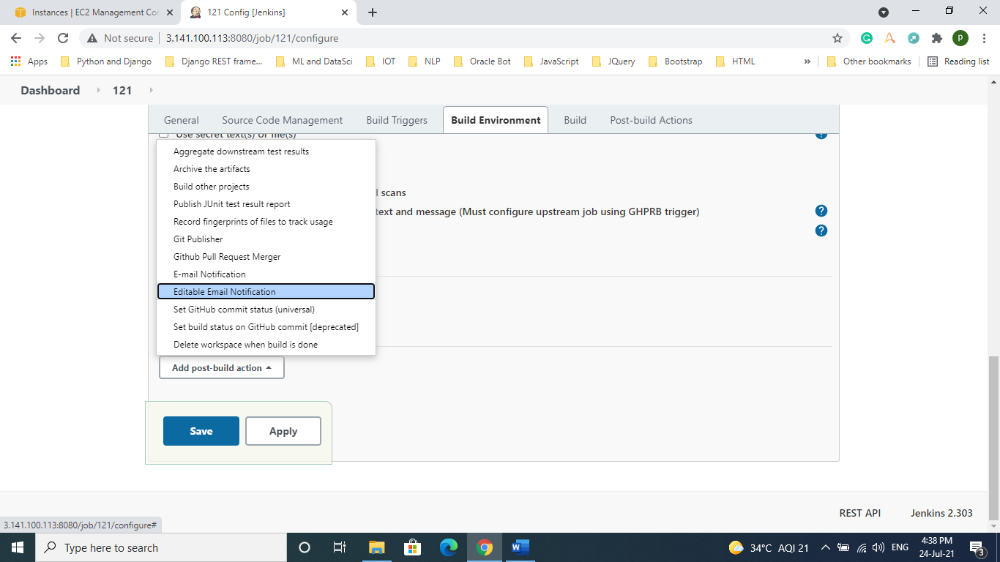 Instances | EC2 Management Con
121 Config [Jenkins]
Not secure
3.141.100.113:8080/job/121/configure
P
Apps
Python and Django
Django REST frame...
ML and DataSci
IOT
NLP
Oracle Bot
JavaScript
JQuery
Bootstrap
HTML
»
Other bookmarks
Reading list
Dashboard
121
General
Source Code Management
Build Triggers
Build Environment
Build
Post-build Actions
Use secret text(s) or file(s)
?
Aggregate downstream test results
Archive the artifacts
Build other projects
scans
Publish JUnit test result report
text and message (Must configure upstream job using GHPRB trigger)
?
Record fingerprints of files to track usage
?
Git Publisher
Github Pull Request Merger
E-mail Notification
Editable Email Notification
Set GitHub commit status (universal)
Set build status on GitHub commit [deprecated]
Delete workspace when build is done
Add post-build action
Save
Apply
REST API
Jenkins 2.303
3.141.100.113:8080/job/121/configure#
Type here to search
34°C AQI 21
ENG
4:38 PM
24-Jul-21
3